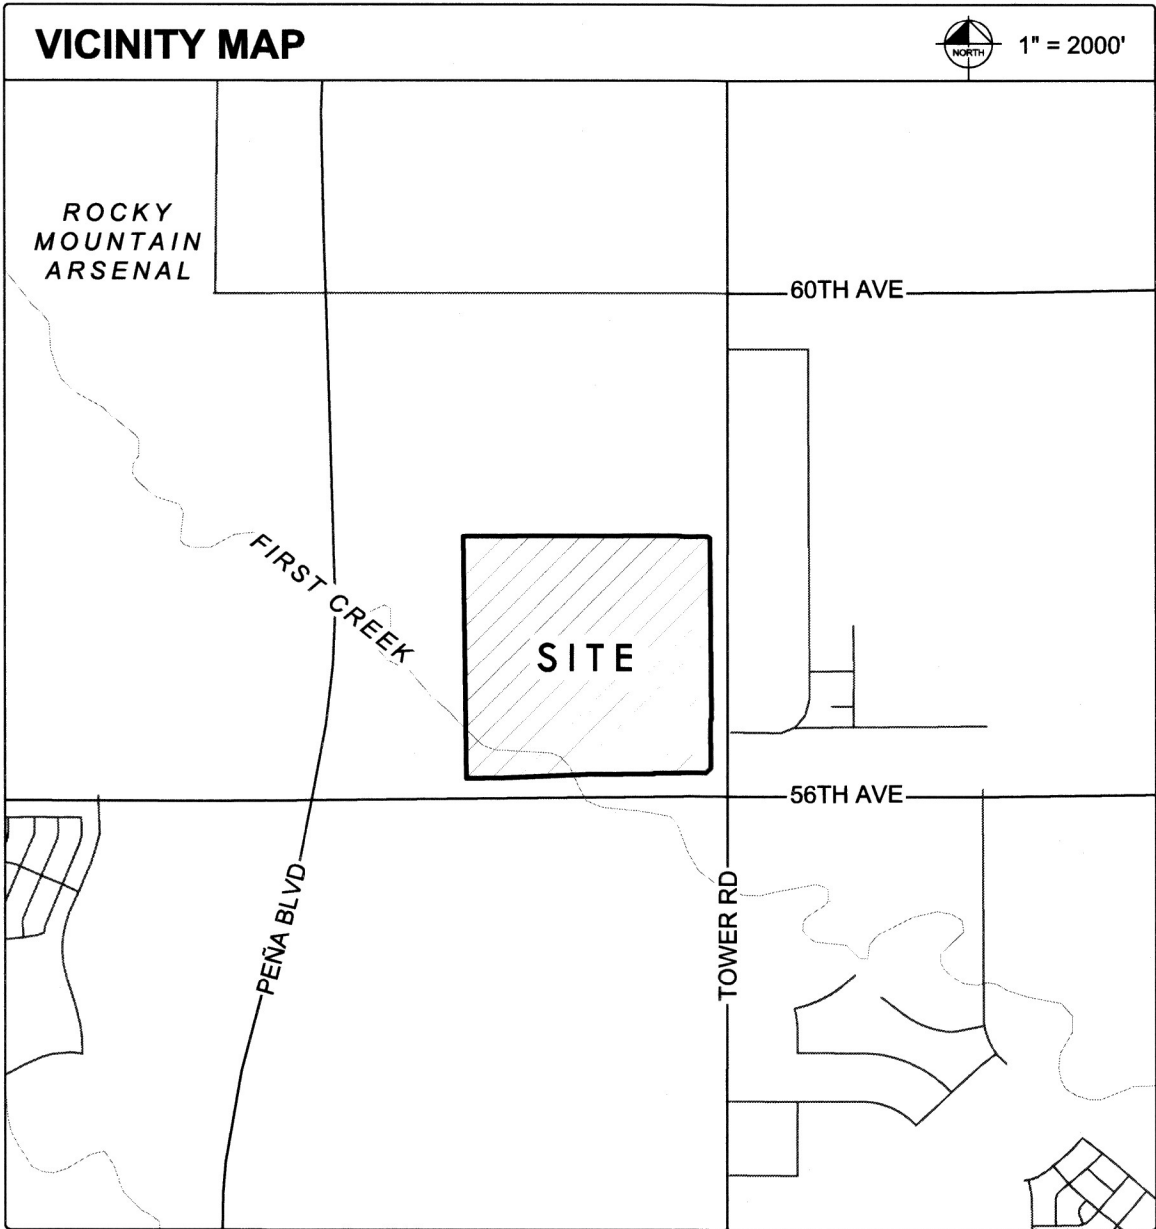 VICINITY MAP
NORTH
1" = 2000'
ROCKY
MOUNTAIN
ARSENAL
60TH AVE
FIRST CREEK
SITE
56TH AVE
PEÑA BLVD
TOWER RD